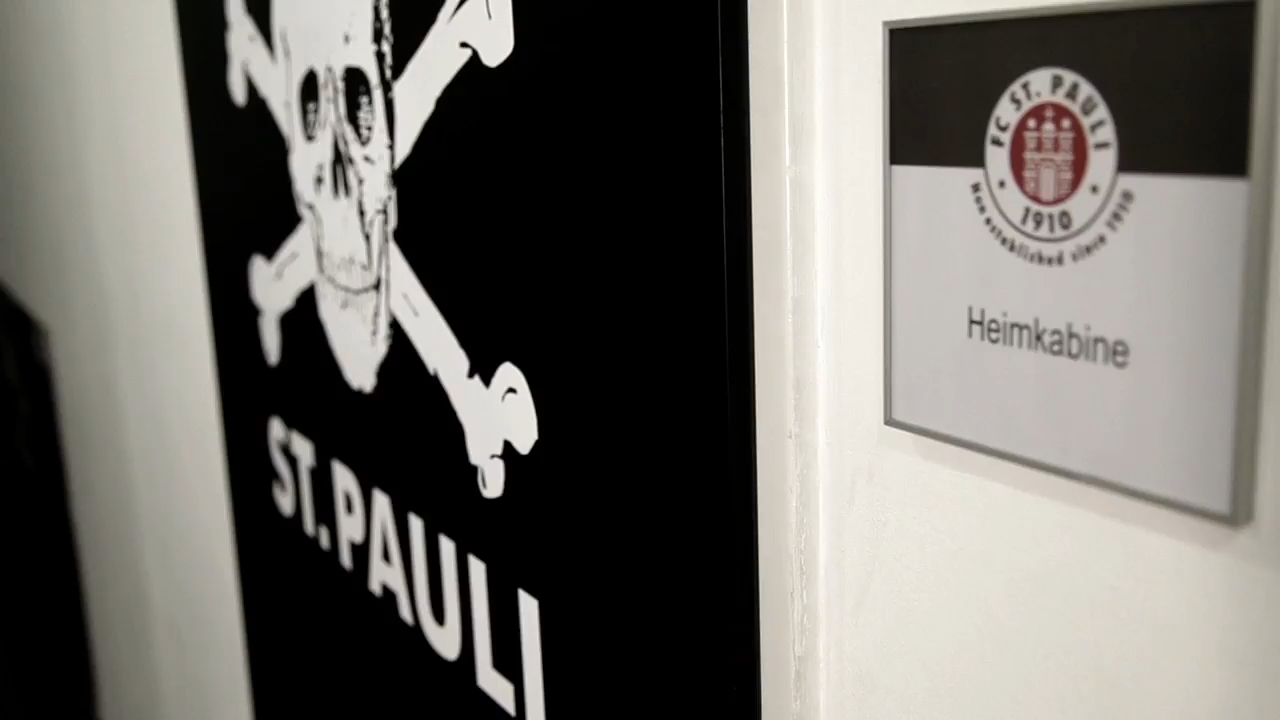 ST. PAULI
FC ST. PAULI
1910
Non established since 1910
Heimkabine